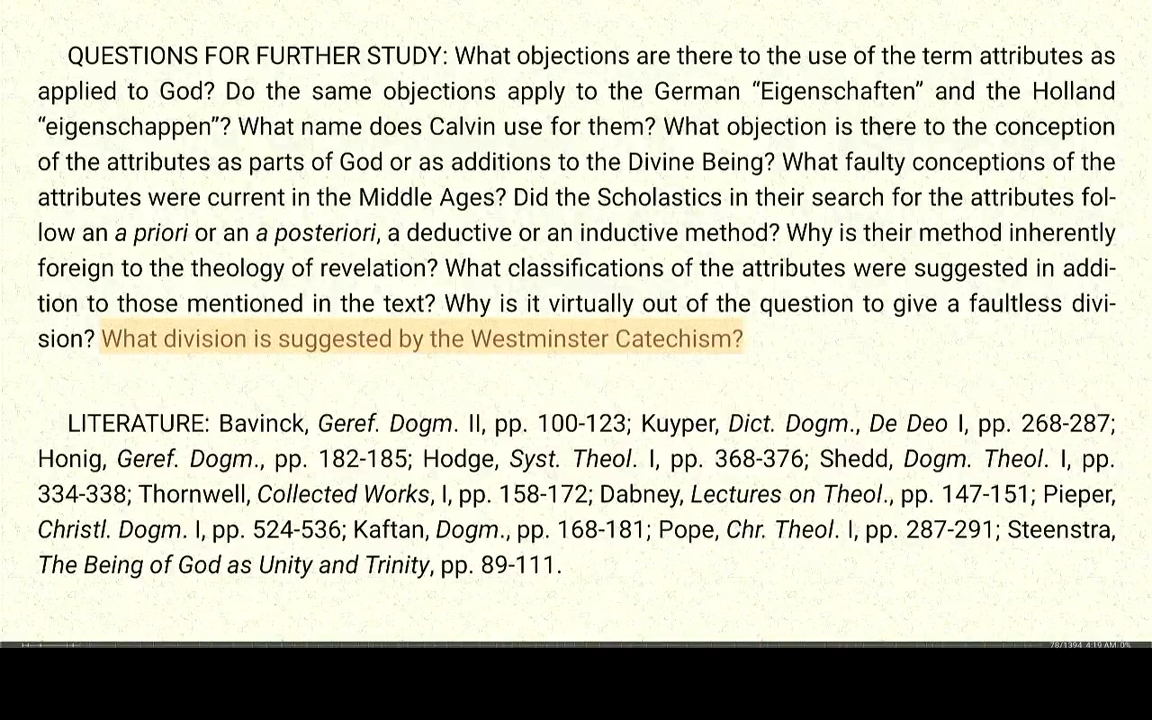 QUESTIONS FOR FURTHER STUDY: What objections are there to the use of the term attributes as
applied to God? Do the same objections apply to the German “Eigenschaften” and the Holland
“eigenschappen”? What name does Calvin use for them? What objection is there to the conception
of the attributes as parts of God or as additions to the Divine Being? What faulty conceptions of the
attributes were current in the Middle Ages? Did the Scholastics in their search for the attributes fol-
low an a priori or an a posteriori, a deductive or an inductive method? Why is their method inherently
foreign to the theology of revelation? What classifications of the attributes were suggested in addi-
tion to those mentioned in the text? Why is it virtually out of the question to give a faultless divi-
sion? What division is suggested by the Westminster Catechism?
LITERATURE: Bavinck, Geref. Dogm. II, pp. 100-123; Kuyper, Dict. Dogm., De Deo I, pp. 268-287;
Honig, Geref. Dogm., pp. 182-185; Hodge, Syst. Theol. I, pp. 368-376; Shedd, Dogm. Theol. I, pp.
334-338; Thornwell, Collected Works, I, pp. 158-172; Dabney, Lectures on Theol., pp. 147-151; Pieper,
Christl. Dogm. I, pp. 524-536; Kaftan, Dogm., pp. 168-181; Pope, Chr. Theol. I, pp. 287-291; Steenstra,
The Being of God as Unity and Trinity, pp. 89-111.
78/1394 4:19 AM 0%